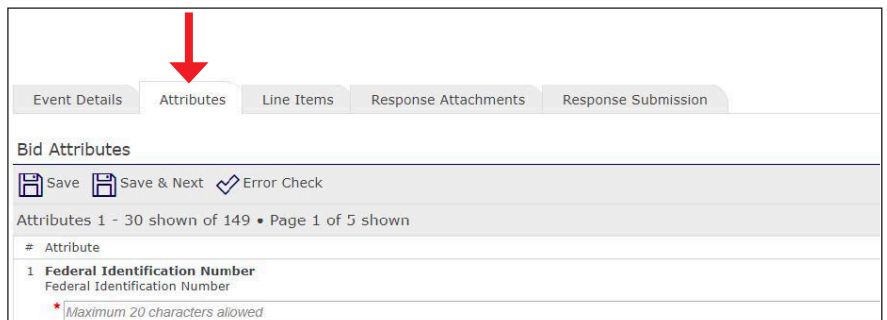 Event Details Attributes Line Items Response Attachments Response Submission
Bid Attributes
Save Save & Next Error Check
Attributes 1 - 30 shown of 149 • Page 1 of 5 shown
# Attribute
1 Federal Identification Number
Federal Identification Number
* Maximum 20 characters allowed